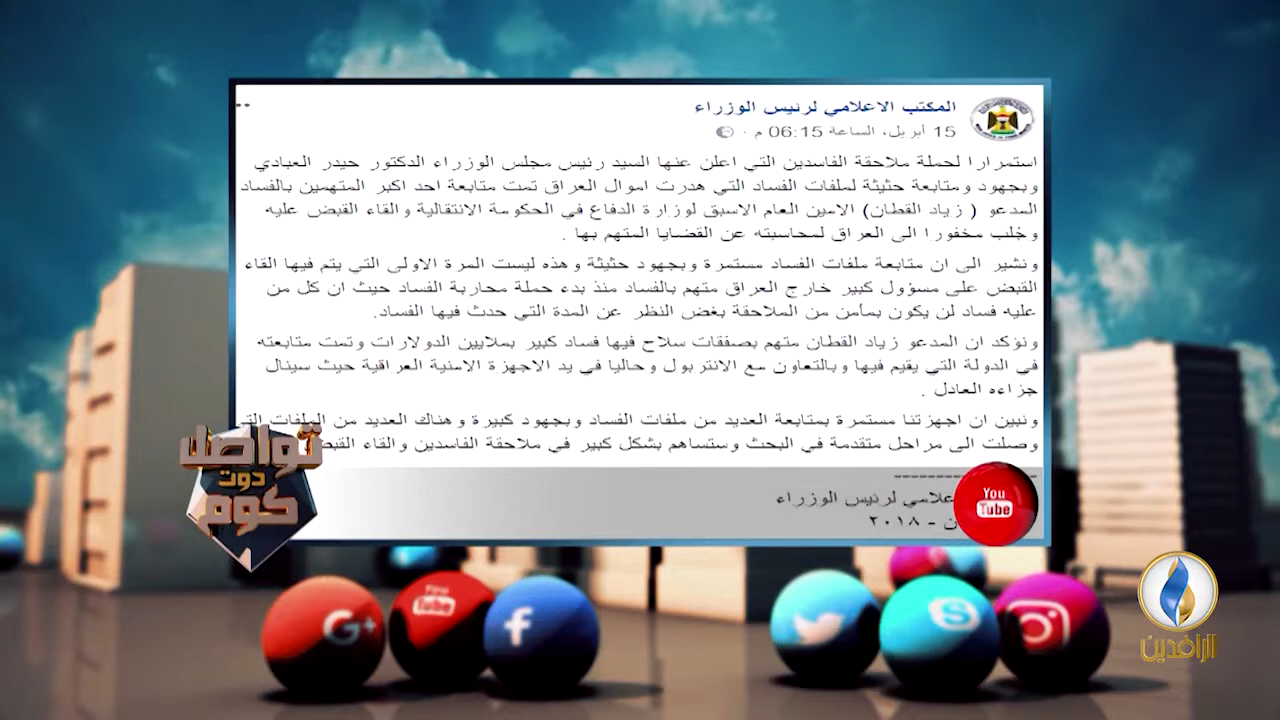 المكتب الاعلامي لرئيس الوزراء
15 ابريل، الساعة 06:15 م ·
استمرارا لحملة ملاحقة الفاسدين التي اعلن عنها السيد رئيس مجلس الوزراء الدكتور حيدر العبادي
وبجهود ومتابعة حثيثة لملفات الفساد التي هدرت اموال العراق تمت متابعة احد اكبر المتهمين بالفساد
المدعو ( زياد القطان) الامين العام الاسبق لوزارة الدفاع في الحكومة الانتقالية والقاء القبض عليه
وجُلب مخفورا الى العراق لمحاسبته عن القضايا المتهم بها .
ونشير الى ان متابعة ملفات الفساد مستمرة وبجهود حثيثة وهذه ليست المرة الاولى التي يتم فيها القاء
القبض على مسؤول كبير خارج العراق متهم بالفساد منذ بدء حملة محاربة الفساد حيث ان كل من
عليه فساد لن يكون بمأمن من الملاحقة بغض النظر عن المدة التي حدث فيها الفساد.
ونؤكد ان المدعو زياد القطان متهم بصفقات سلاح فيها فساد كبير بملايين الدولارات وتمت متابعته
في الدولة التي يقيم فيها وبالتعاون مع الانتربول وحاليا في يد الاجهزة الامنية العراقية حيث سينال
جزاءه العادل .
ونبين ان اجهزتنا مستمرة بمتابعة العديد من ملفات الفساد وبجهود كبيرة وهناك العديد من الملفات
وصلت الى مراحل متقدمة في البحث وستساهم بشكل كبير في ملاحقة الفاسدين والقاء
--------------------
علامي لرئيس الوزراء
ن - ٢٠١٨
تواصل
دوت
كوم
You
Tube
G+
You
Tube
f
S
الرافدين